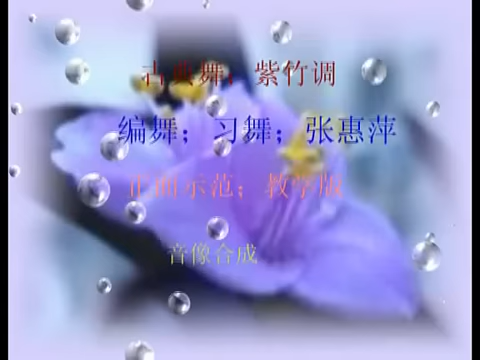 古典舞；紫竹调
编舞；习舞；张惠萍
正面示范；教学版
音像合成